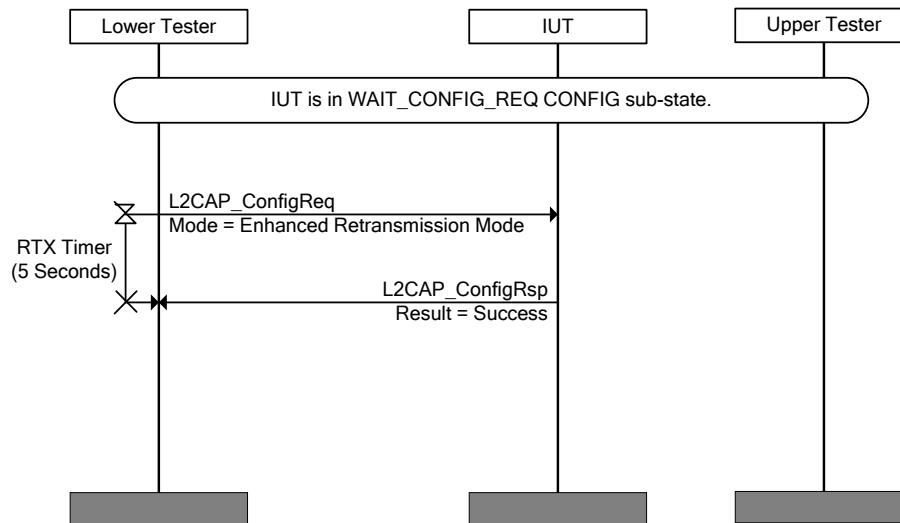 Lower Tester
IUT
Upper Tester
IUT is in WAIT_CONFIG_REQ CONFIG sub-state.
L2CAP_ConfigReq
Mode = Enhanced Retransmission Mode
RTX Timer
(5 Seconds)
L2CAP_ConfigRsp
Result = Success